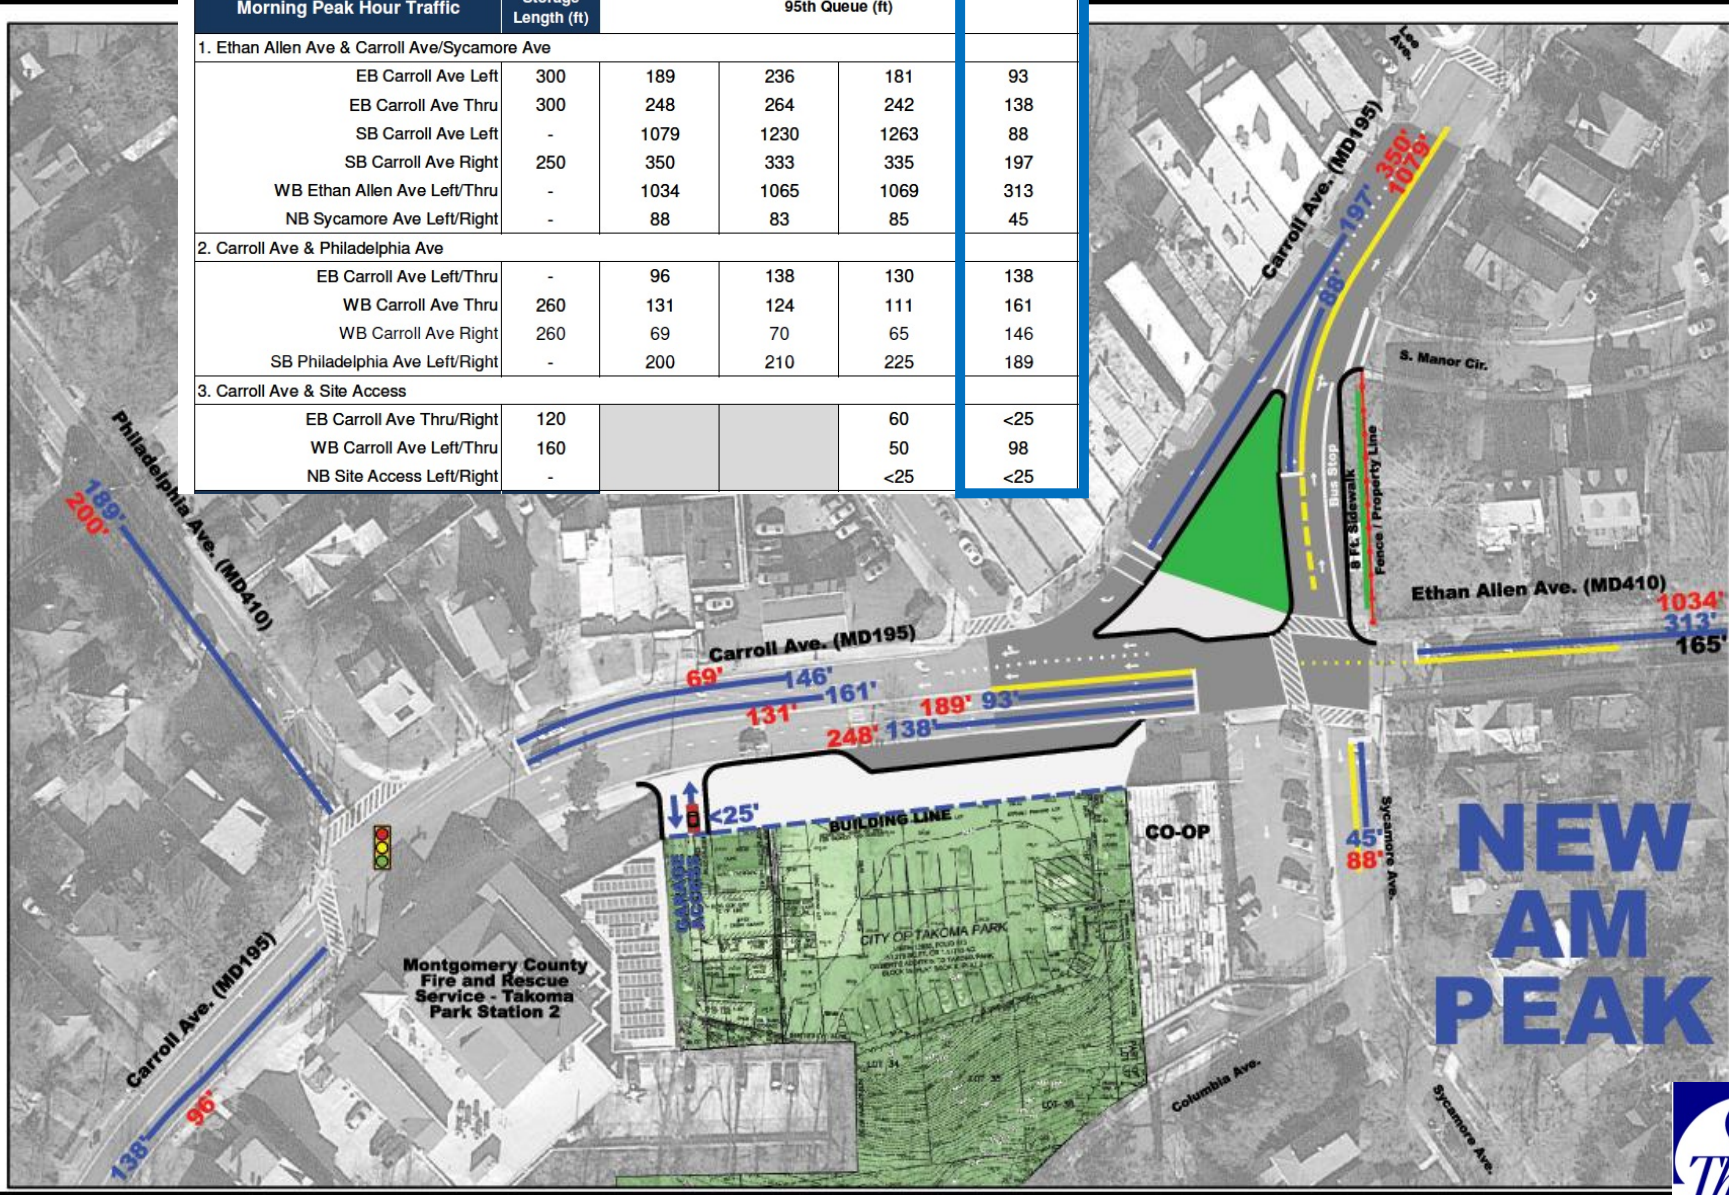 Morning Peak Hour Traffic
Storage Length (ft)
95th Queue (ft)
1. Ethan Allen Ave & Carroll Ave/Sycamore Ave
EB Carroll Ave Left 300 189 236 181 93
EB Carroll Ave Thru 300 248 264 242 138
SB Carroll Ave Left - 1079 1230 1263 88
SB Carroll Ave Right 250 350 333 335 197
WB Ethan Allen Ave Left/Thru - 1034 1065 1069 313
NB Sycamore Ave Left/Right - 88 83 85 45
2. Carroll Ave & Philadelphia Ave
EB Carroll Ave Left/Thru - 96 138 130 138
WB Carroll Ave Thru 260 131 124 111 161
WB Carroll Ave Right 260 69 70 65 146
SB Philadelphia Ave Left/Right - 200 210 225 189
3. Carroll Ave & Site Access
EB Carroll Ave Thru/Right 120 60 <25
WB Carroll Ave Left/Thru 160 50 98
NB Site Access Left/Right - <25 <25
Lee Ave.
Carroll Ave. (MD195)
350'
1079'
197'
88'
S. Manor Cir.
Bus Stop
8 Ft. Sidewalk
Fence / Property Line
Ethan Allen Ave. (MD410)
1034'
313'
165'
Philadelphia Ave. (MD410)
189'
200'
Carroll Ave. (MD195)
69' 146'
161'
131'
189' 93'
248' 138'
<25'
BUILDING LINE
CO-OP
GARAGE ACCESS
CITY OF TAKOMA PARK
LOT 34
LOT 35
Montgomery County
Fire and Rescue
Service - Takoma
Park Station 2
Carroll Ave. (MD195)
96'
138'
45'
88'
Sycamore Ave.
Columbia Ave.
Sycamore Ave.
NEW
AM
PEAK